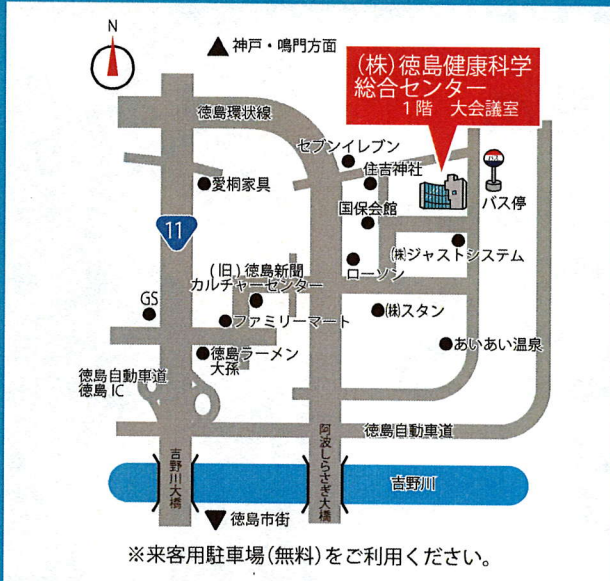 N
▲神戸・鳴門方面
(株)徳島健康科学
総合センター
1階 大会議室
徳島環状線
セブンイレブン
住吉神社
バス
バス停
愛桐家具
国保会館
11
㈱ジャストシステム
(旧)徳島新聞
カルチャーセンター
ローソン
GS
ファミリーマート
㈱スタン
徳島ラーメン
大孫
あいあい温泉
徳島自動車道
徳島IC
徳島自動車道
吉野川大橋
阿波しらさぎ大橋
吉野川
▼徳島市街
※来客用駐車場(無料)をご利用ください。